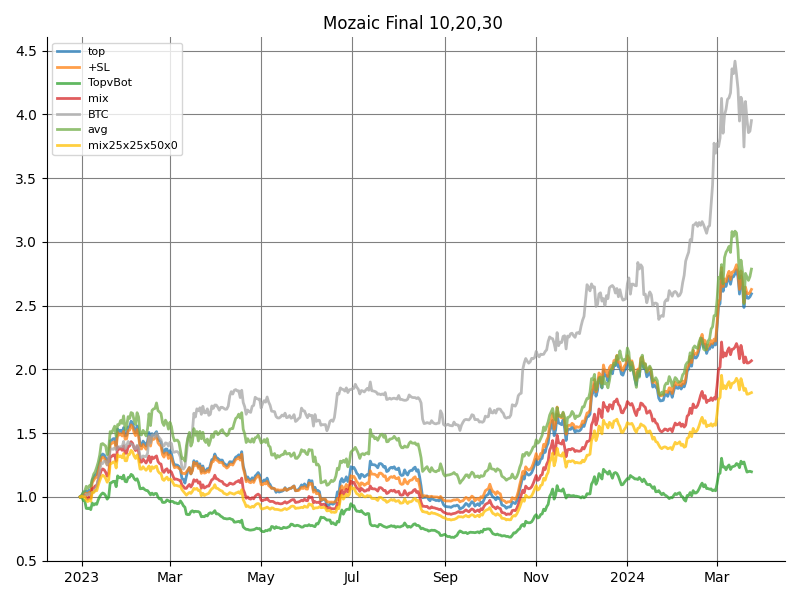 Mozaic Final 10,20,30
top
+SL
TopvBot
mix
BTC
avg
mix25x25x50x0
4.5
4.0
3.5
3.0
2.5
2.0
1.5
1.0
0.5
2023 Mar May Jul Sep Nov 2024 Mar